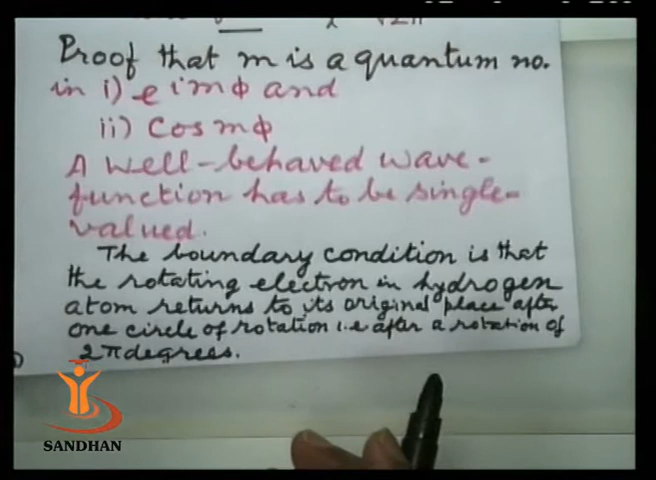 Proof that m is a quantum no.
in i) e imφ and
ii) Cos mφ
A well-behaved wave-
function has to be single-
valued.
The boundary condition is that
the rotating electron in hydrogen
atom returns to its original place after
one circle of rotation i.e after a rotation of
2π degrees.
SANDHAN